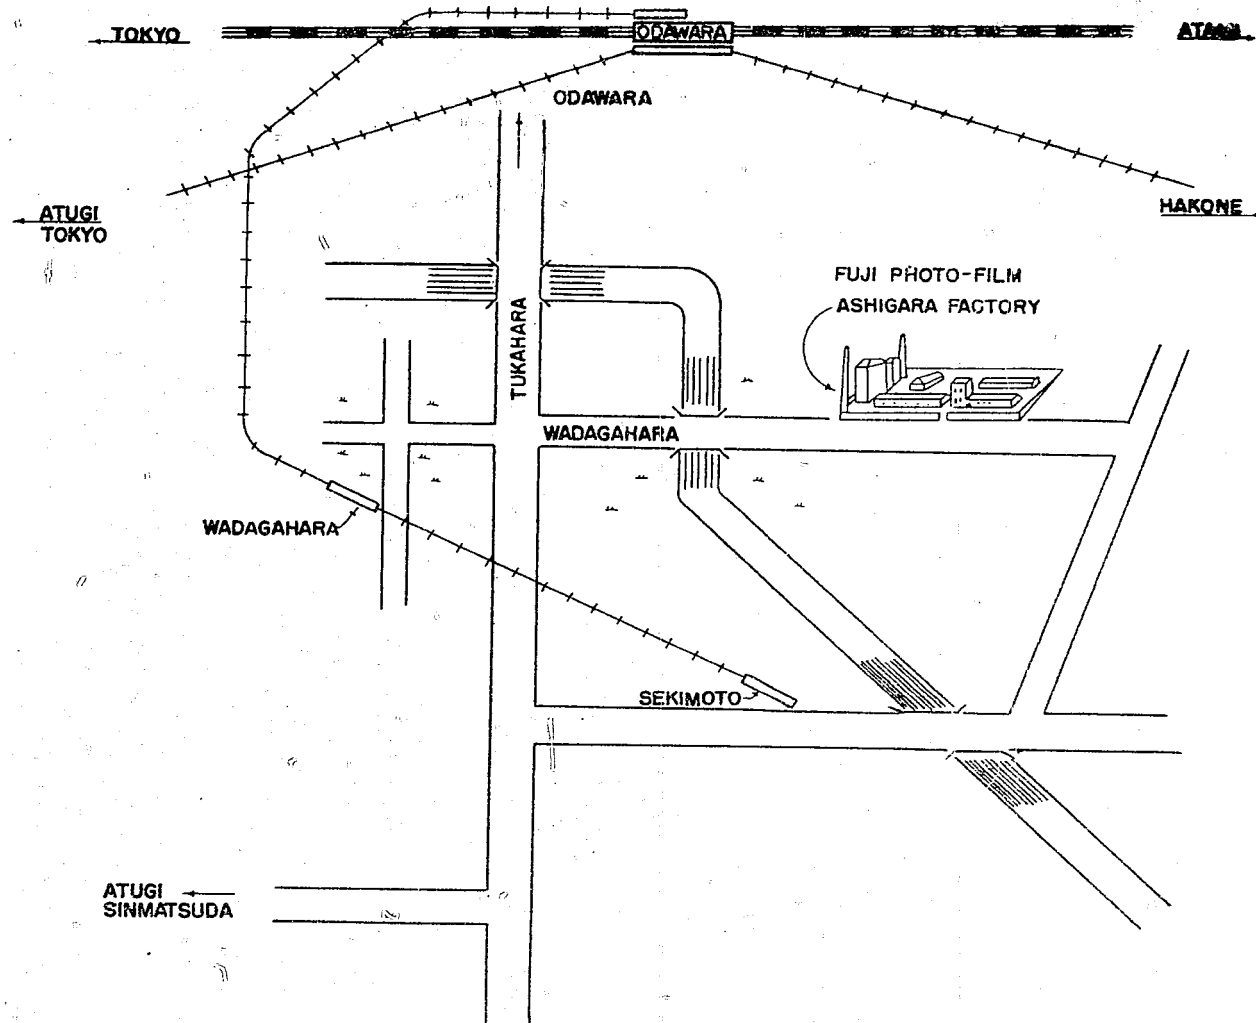 TOKYO
ODAWARA
ATAMI
ODAWARA
ATUGI
TOKYO
HAKONE
FUJI PHOTO-FILM
ASHIGARA FACTORY
TUKAHARA
WADAGAHARA
WADAGAHARA
SEKIMOTO
ATUGI
SINMATSUDA